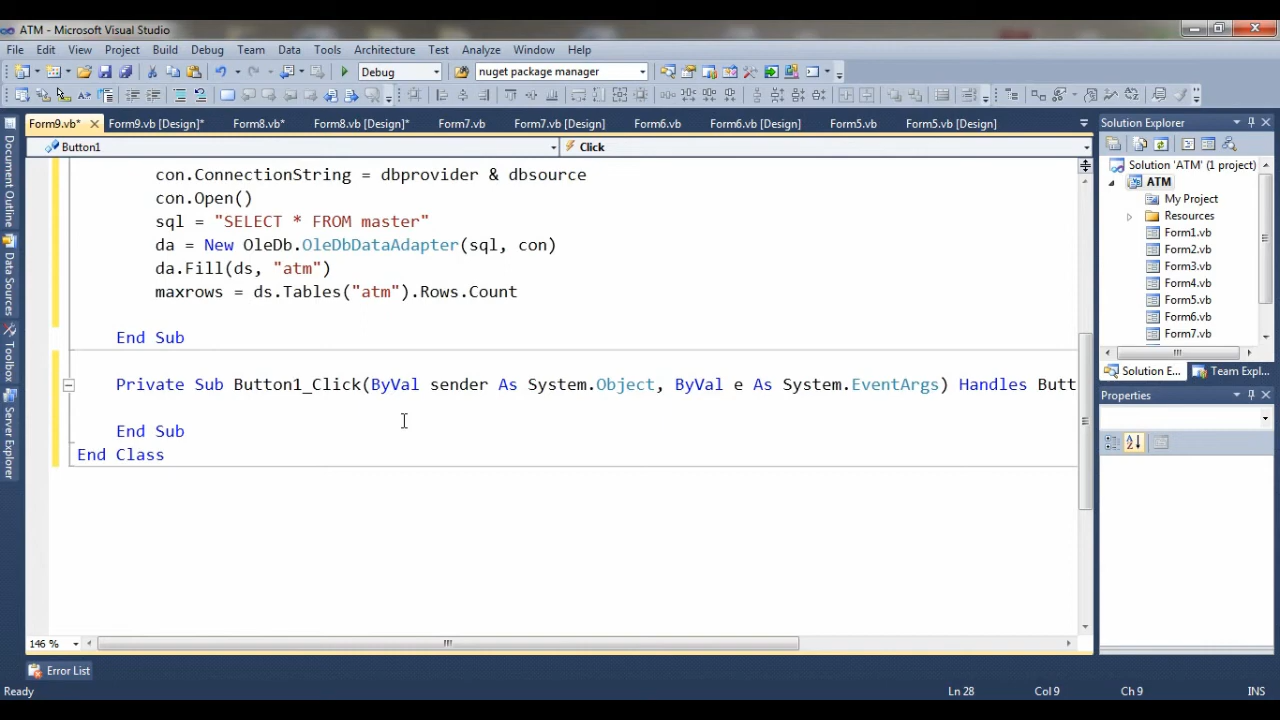 ATM - Microsoft Visual Studio
File Edit View Project Build Debug Team Data Tools Architecture Test Analyze Window Help
Debug nuget package manager
Form9.vb* Form9.vb [Design]* Form8.vb* Form8.vb [Design]* Form7.vb Form7.vb [Design] Form6.vb Form6.vb [Design] Form5.vb Form5.vb [Design]
Button1 Click
con.ConnectionString = dbprovider & dbsource
con.Open()
sql = "SELECT * FROM master"
da = New OleDb.OleDbDataAdapter(sql, con)
da.Fill(ds, "atm")
maxrows = ds.Tables("atm").Rows.Count
End Sub
Private Sub Button1_Click(ByVal sender As System.Object, ByVal e As System.EventArgs) Handles Butt
End Sub
End Class
146 %
Document Outline
Data Sources
Toolbox
Server Explorer
Solution Explorer
Solution 'ATM' (1 project)
ATM
My Project
Resources
Form1.vb
Form2.vb
Form3.vb
Form4.vb
Form5.vb
Form6.vb
Form7.vb
Solution E... Team Expl...
Properties
Error List
Ready Ln 28 Col 9 Ch 9 INS